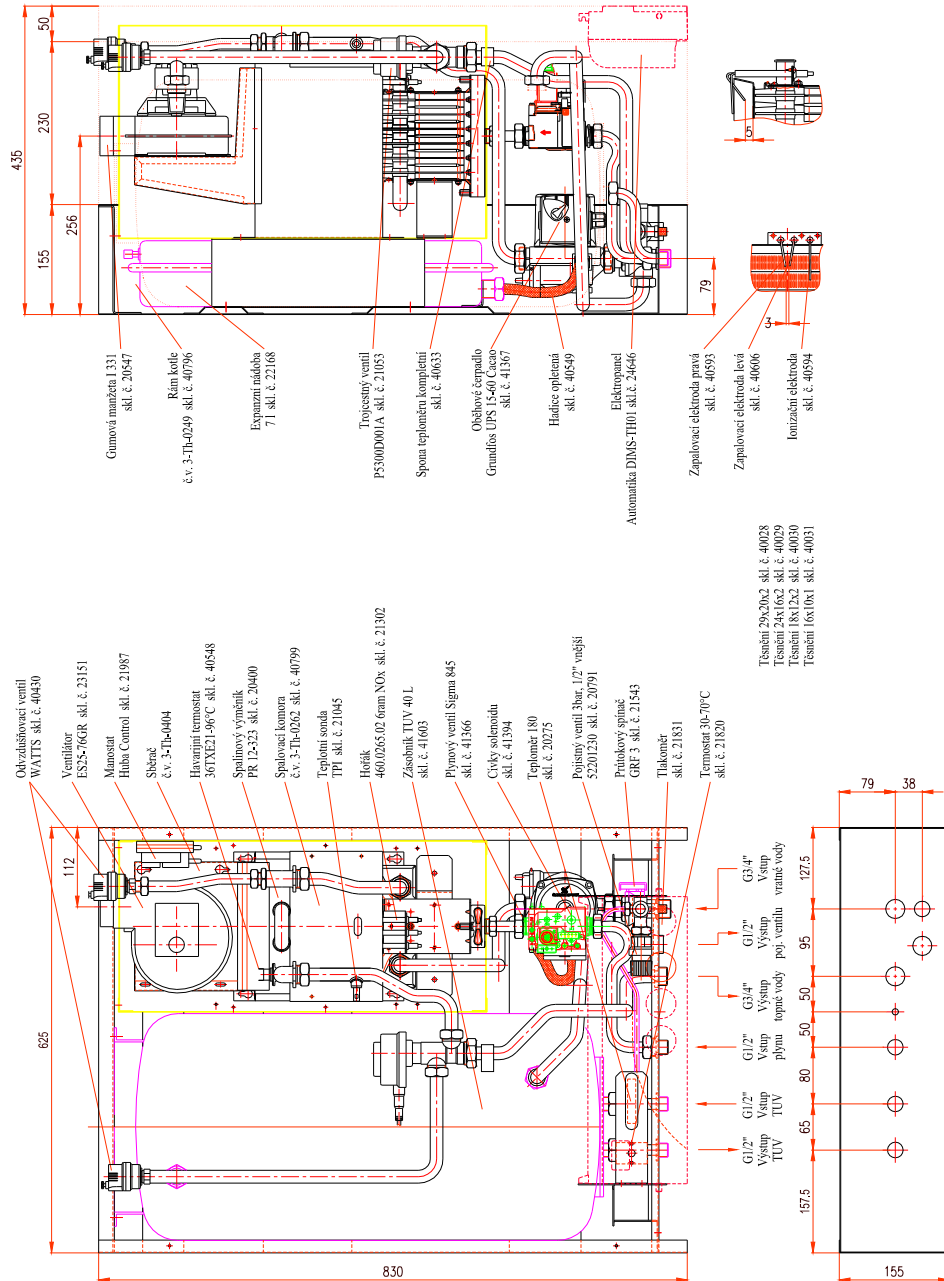 435
50
230
155
256
79
5
3
Gumová manžeta 1331
skl. č. 20547
Rám kotle
č.v. 3-Th-0249 skl. č. 40796
Expanzní nádoba
7 l skl. č. 22168
Trojcestný ventil
P5300D001A skl. č. 21053
Spona teploměru kompletní
skl. č. 40633
Oběhové čerpadlo
Grundfos UPS 15-60 Cacao
skl. č. 41367
Hadice opletená
skl. č. 40549
Elektropanel
Automatika DIMS-TH01 skl.č. 24646
Zapalovací elektroda pravá
skl. č. 40593
Zapalovací elektroda levá
skl. č. 40606
Ionizační elektroda
skl. č. 40594
Těsnění 29x20x2 skl. č. 40028
Těsnění 24x16x2 skl. č. 40029
Těsnění 18x12x2 skl. č. 40030
Těsnění 16x10x1 skl. č. 40031
Odvzdušňovací ventil
WATTS skl. č. 40430
Ventilátor
ES25-76GR skl. č. 23151
Manostat
Huba Control skl. č. 21987
Sběrač
č.v. 3-Th-0404
Havarijní termostat
36TXE21-96°C skl. č. 40548
Spalinový výměník
PR 12-323 skl. č. 20400
Spalovací komora
č.v. 3-Th-0262 skl. č. 40799
Teplotní sonda
TPI skl. č. 21045
Hořák
460.0265.02 6ram NOx skl. č. 21302
Zásobník TUV 40 L
skl. č. 41603
Plynový ventil Sigma 845
skl. č. 41366
Cívky solenoidu
skl. č. 41394
Teploměr 180
skl. č. 20275
Pojistný ventil 3bar, 1/2" vnější
52201230 skl. č. 20791
Průtokový spínač
GRF 3 skl. č. 21543
Tlakoměr
skl. č. 21831
Termostat 30-70°C
skl. č. 21820
625
112
830
G3/4"
Vstup
vratné vody
G1/2"
Výstup
poj. ventilu
G3/4"
Výstup
topné vody
G1/2"
Vstup
plynu
G1/2"
Vstup
TUV
G1/2"
Výstup
TUV
79
38
127.5
95
50
50
80
65
157.5
155